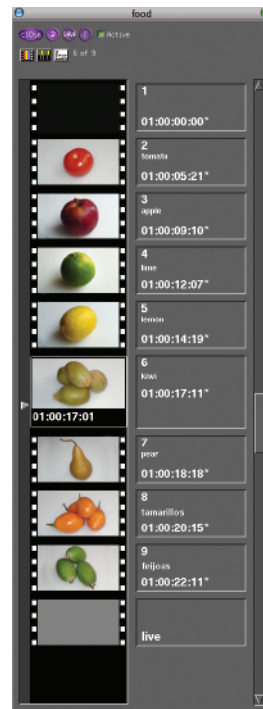 food
close
Active
6 of 9
1
01:00:00:00*
2
tomato
01:00:05:21*
3
apple
01:00:09:10*
4
lime
01:00:12:07*
5
lemon
01:00:14:19*
6
kiwi
01:00:17:11*
01:00:17:01
7
pear
01:00:18:18*
8
tamarillos
01:00:20:15*
9
feijoas
01:00:22:11*
live